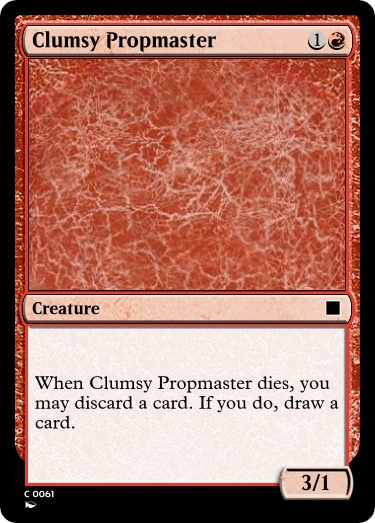 Clumsy Propmaster 1
Creature
When Clumsy Propmaster dies, you
may discard a card. If you do, draw a
card.
3/1
C 0061